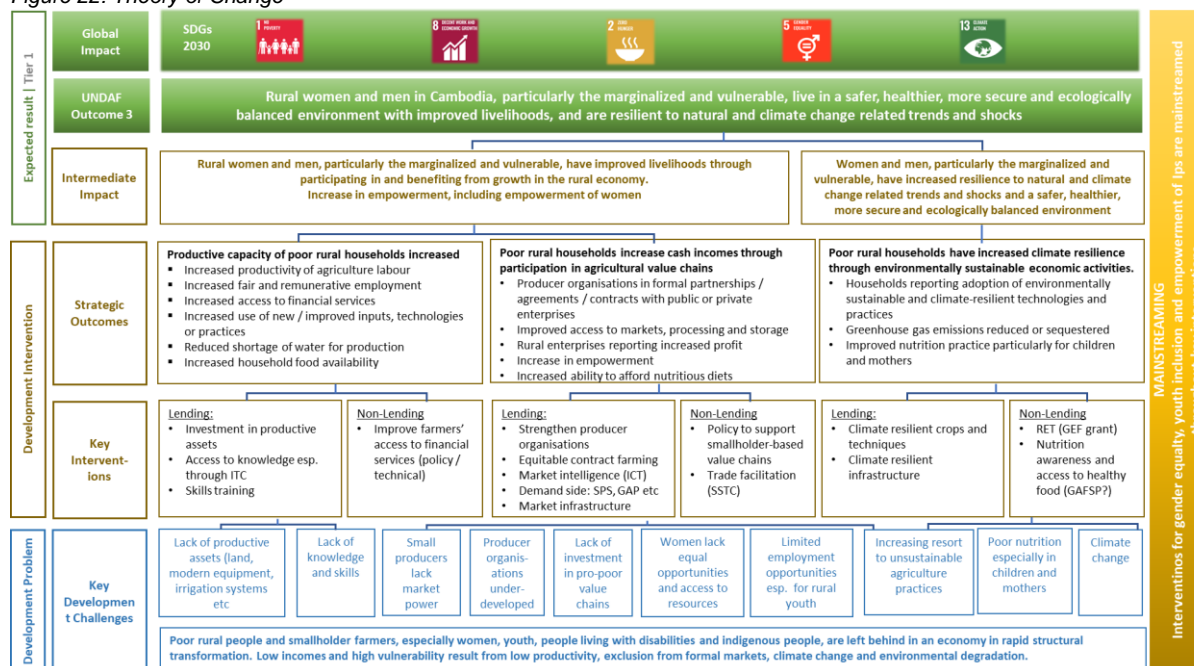 Figure 22: Theory of Change
Expected result | Tier 1
Global
Impact
SDGs
2030
1 NO
POVERTY
8 DECENT WORK AND
ECONOMIC GROWTH
2 ZERO
HUNGER
5 GENDER
EQUALITY
13 CLIMATE
ACTION
UNDAF
Outcome 3
Rural women and men in Cambodia, particularly the marginalized and vulnerable, live in a safer, healthier, more secure and ecologically
balanced environment with improved livelihoods, and are resilient to natural and climate change related trends and shocks
Intermediate
Impact
Rural women and men, particularly the marginalized and vulnerable, have improved livelihoods through
participating in and benefiting from growth in the rural economy.
Increase in empowerment, including empowerment of women
Women and men, particularly the marginalized and
vulnerable, have increased resilience to natural and climate
change related trends and shocks and a safer, healthier,
more secure and ecologically balanced environment
Development Intervention
Strategic
Outcomes
Productive capacity of poor rural households increased
▪ Increased productivity of agriculture labour
▪ Increased fair and remunerative employment
▪ Increased access to financial services
▪ Increased use of new / improved inputs, technologies
or practices
▪ Reduced shortage of water for production
▪ Increased household food availability
Poor rural households increase cash incomes through
participation in agricultural value chains
• Producer organisations in formal partnerships /
agreements / contracts with public or private
enterprises
• Improved access to markets, processing and storage
• Rural enterprises reporting increased profit
• Increase in empowerment
• Increased ability to afford nutritious diets
Poor rural households have increased climate resilience
through environmentally sustainable economic activities.
• Households reporting adoption of environmentally
sustainable and climate-resilient technologies and
practices
• Greenhouse gas emissions reduced or sequestered
• Improved nutrition practice particularly for children
and mothers
Key
Intervent-
ions
Lending:
• Investment in productive
assets
• Access to knowledge esp.
through ITC
• Skills training
Non-Lending
• Improve farmers'
access to financial
services (policy /
technical)
Lending:
• Strengthen producer
organisations
• Equitable contract farming
• Market intelligence (ICT)
• Demand side: SPS, GAP etc
• Market infrastructure
Non-Lending
• Policy to support
smallholder-based
value chains
• Trade facilitation
(SSTC)
Lending:
• Climate resilient crops and
techniques
• Climate resilient
infrastructure
Non-Lending
• RET (GEF grant)
• Nutrition
awareness and
access to healthy
food (GAFSP?)
Development Problem
Key
Developmen
t Challenges
Lack of productive
assets (land,
modern equipment,
irrigation systems
etc
Lack of
knowledge
and skills
Small
producers
lack
market
power
Producer
organis-
ations
under-
developed
Lack of
investment
in pro-poor
value
chains
Women lack
equal
opportunities
and access to
resources
Limited
employment
opportunities
esp. for rural
youth
Increasing resort
to unsustainable
agriculture
practices
Poor nutrition
especially in
children and
mothers
Climate
change
Poor rural people and smallholder farmers, especially women, youth, people living with disabilities and indigenous people, are left behind in an economy in rapid structural
transformation. Low incomes and high vulnerability result from low productivity, exclusion from formal markets, climate change and environmental degradation.
MAINSTREAMING
Interventinos for gender equalty, youth inclusion and empowerment of Ips are mainstreamed